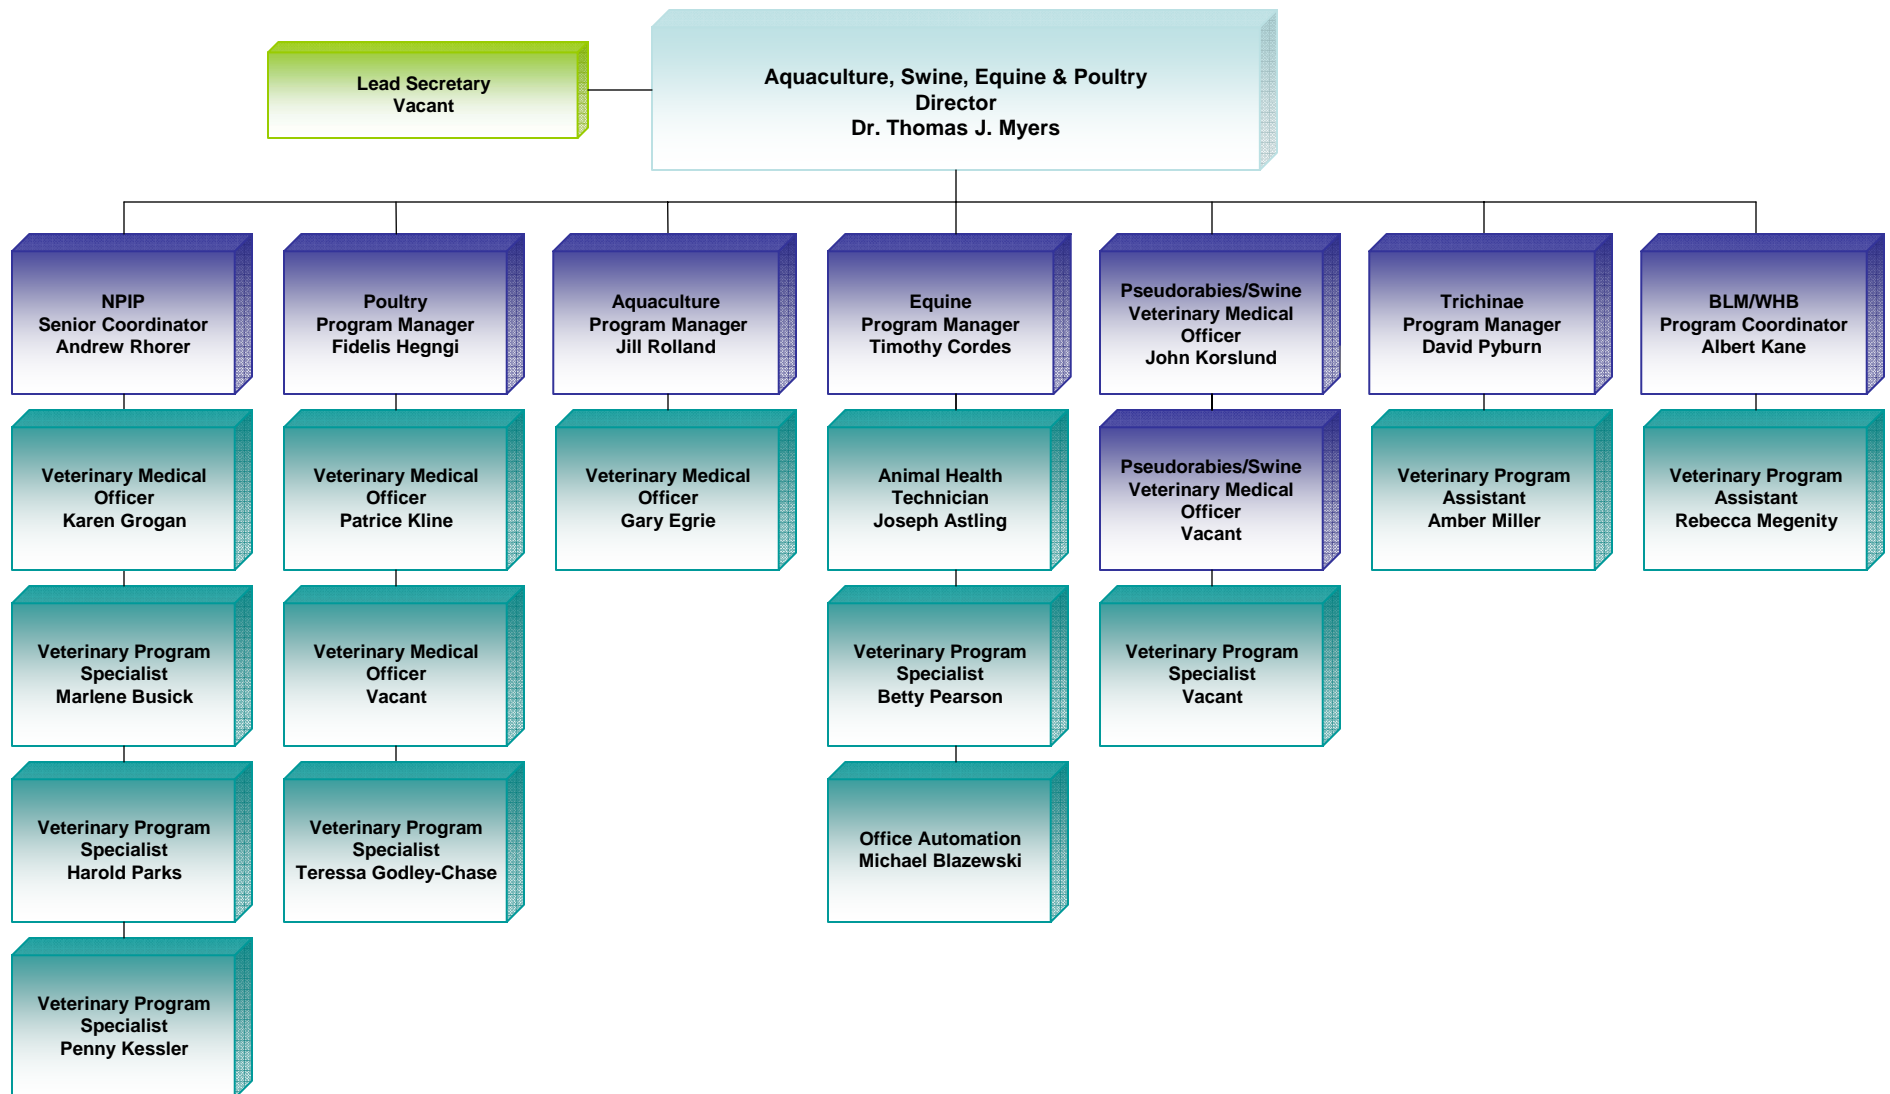 Lead Secretary
Vacant
Aquaculture, Swine, Equine & Poultry
Director
Dr. Thomas J. Myers
NPIP
Senior Coordinator
Andrew Rhorer
Poultry
Program Manager
Fidelis Hegngi
Aquaculture
Program Manager
Jill Rolland
Equine
Program Manager
Timothy Cordes
Pseudorabies/Swine
Veterinary Medical
Officer
John Korslund
Trichinae
Program Manager
David Pyburn
BLM/WHB
Program Coordinator
Albert Kane
Veterinary Medical
Officer
Karen Grogan
Veterinary Medical
Officer
Patrice Kline
Veterinary Medical
Officer
Gary Egrie
Animal Health
Technician
Joseph Astling
Pseudorabies/Swine
Veterinary Medical
Officer
Vacant
Veterinary Program
Assistant
Amber Miller
Veterinary Program
Assistant
Rebecca Megenity
Veterinary Program
Specialist
Marlene Busick
Veterinary Medical
Officer
Vacant
Veterinary Program
Specialist
Betty Pearson
Veterinary Program
Specialist
Vacant
Veterinary Program
Specialist
Harold Parks
Veterinary Program
Specialist
Teressa Godley-Chase
Office Automation
Michael Blazewski
Veterinary Program
Specialist
Penny Kessler